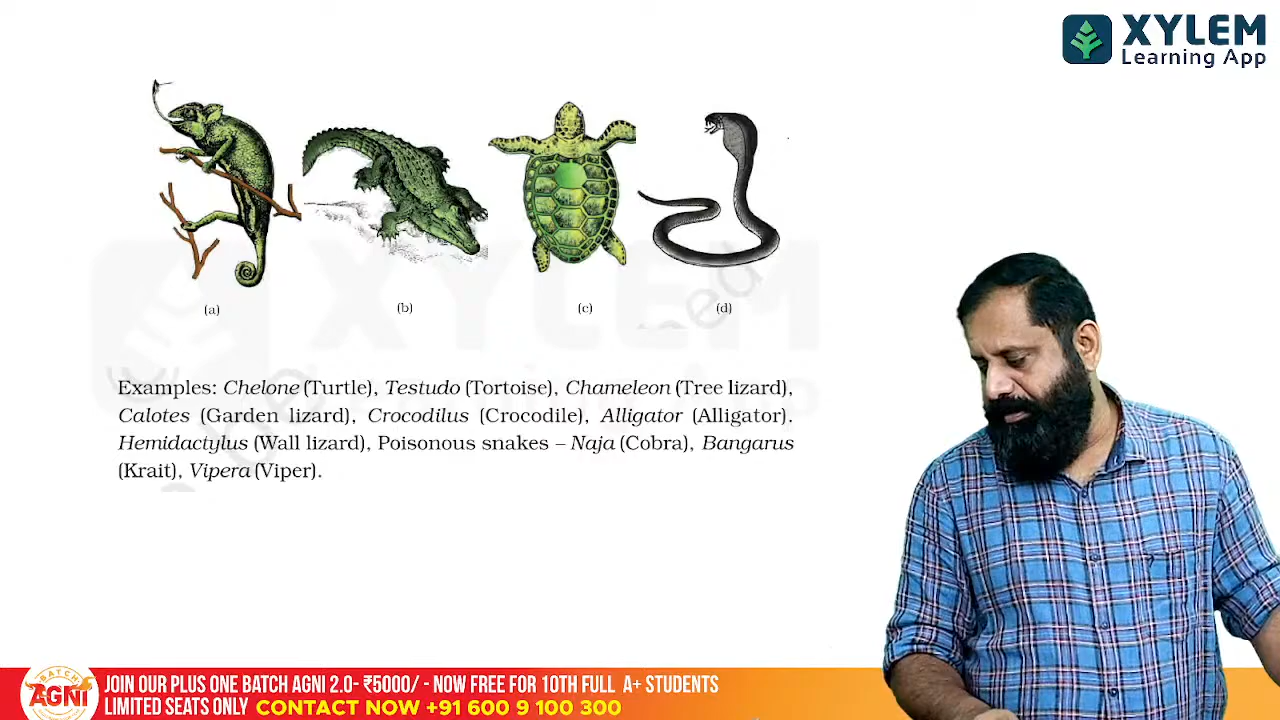 XYLEM
Learning App
(a)
(b)
(c)
(d)
XYLEM
Examples: Chelone (Turtle), Testudo (Tortoise), Chameleon (Tree lizard),
Calotes (Garden lizard), Crocodilus (Crocodile), Alligator (Alligator).
Hemidactylus (Wall lizard), Poisonous snakes – Naja (Cobra), Bangarus
(Krait), Vipera (Viper).
BATCH
AGNI
JOIN OUR PLUS ONE BATCH AGNI 2.0- ₹5000/ - NOW FREE FOR 10TH FULL A+ STUDENTS
LIMITED SEATS ONLY CONTACT NOW +91 600 9 100 300